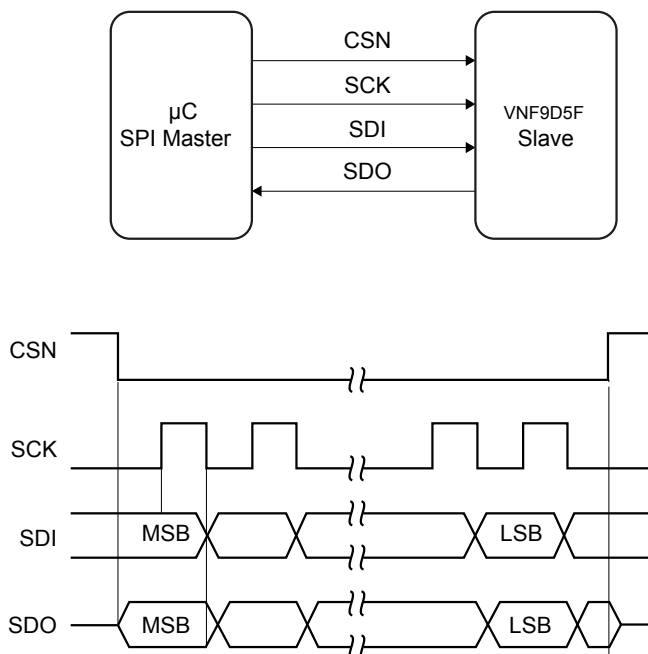 CSN
SCK
SDI
SDO
µC
SPI Master
VNF9D5F
Slave
CSN
SCK
SDI
MSB
LSB
SDO
MSB
LSB